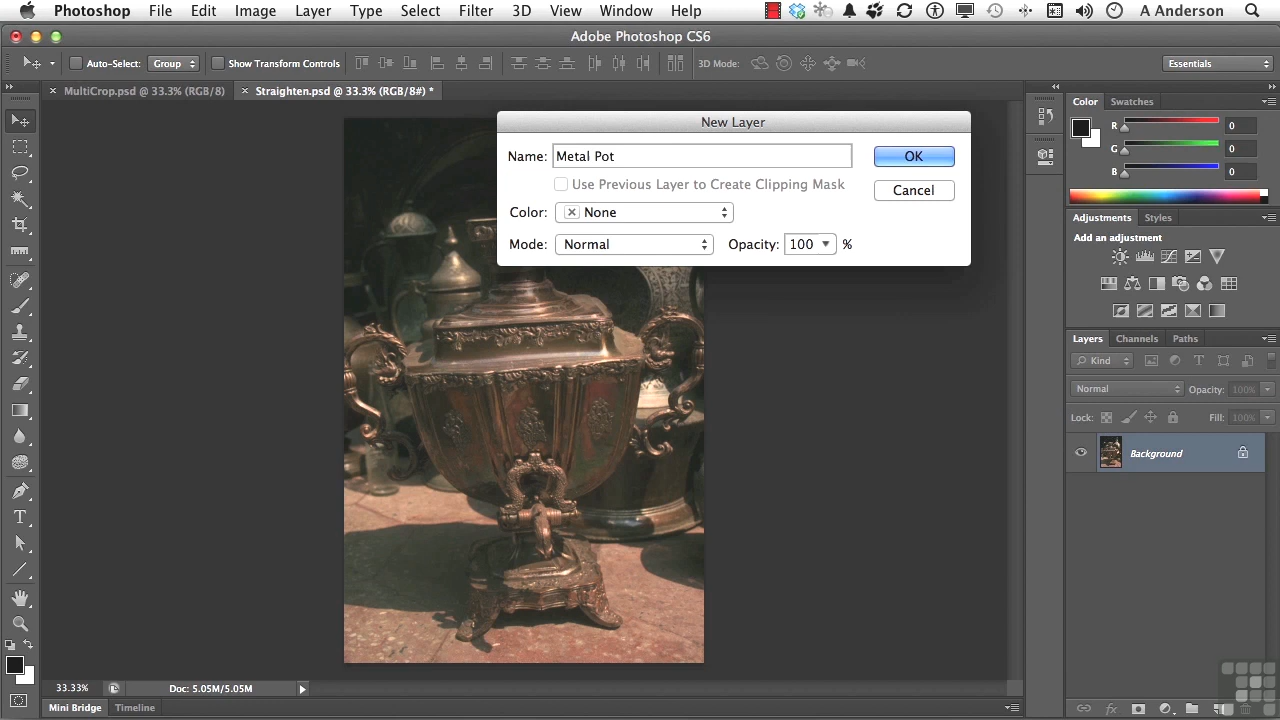 Photoshop File Edit Image Layer Type Select Filter 3D View Window Help A Anderson
Adobe Photoshop CS6
Auto-Select: Group Show Transform Controls 3D Mode: Essentials
MultiCrop.psd @ 33.3% (RGB/8) Straighten.psd @ 33.3% (RGB/8#) *
New Layer
Name: Metal Pot OK
Use Previous Layer to Create Clipping Mask Cancel
Color: None
Mode: Normal Opacity: 100 %
Color Swatches
R 0
G 0
B 0
Adjustments Styles
Add an adjustment
Layers Channels Paths
Kind
Normal Opacity: 100%
Lock: Fill: 100%
Background
33.33% Doc: 5.05M/5.05M
Mini Bridge Timeline